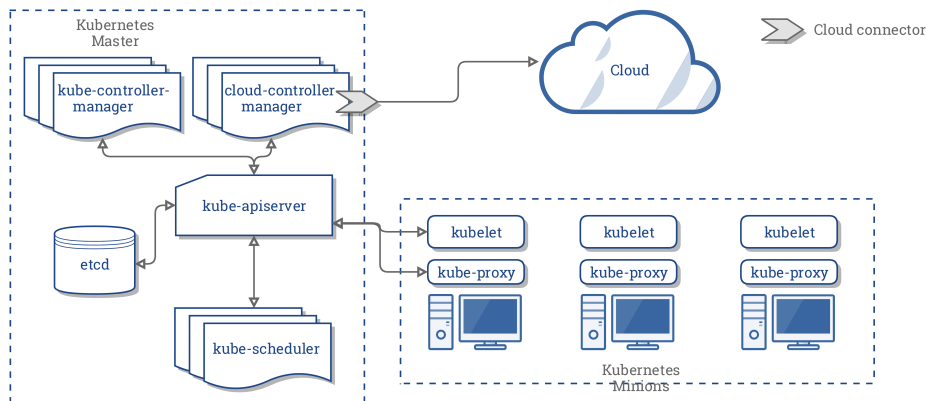 Kubernetes
Master
Cloud connector
kube-controller-
manager
cloud-controller
manager
Cloud
kube-apiserver
etcd
kube-scheduler
kubelet
kubelet
kubelet
kube-proxy
kube-proxy
kube-proxy
Kubernetes
Minions